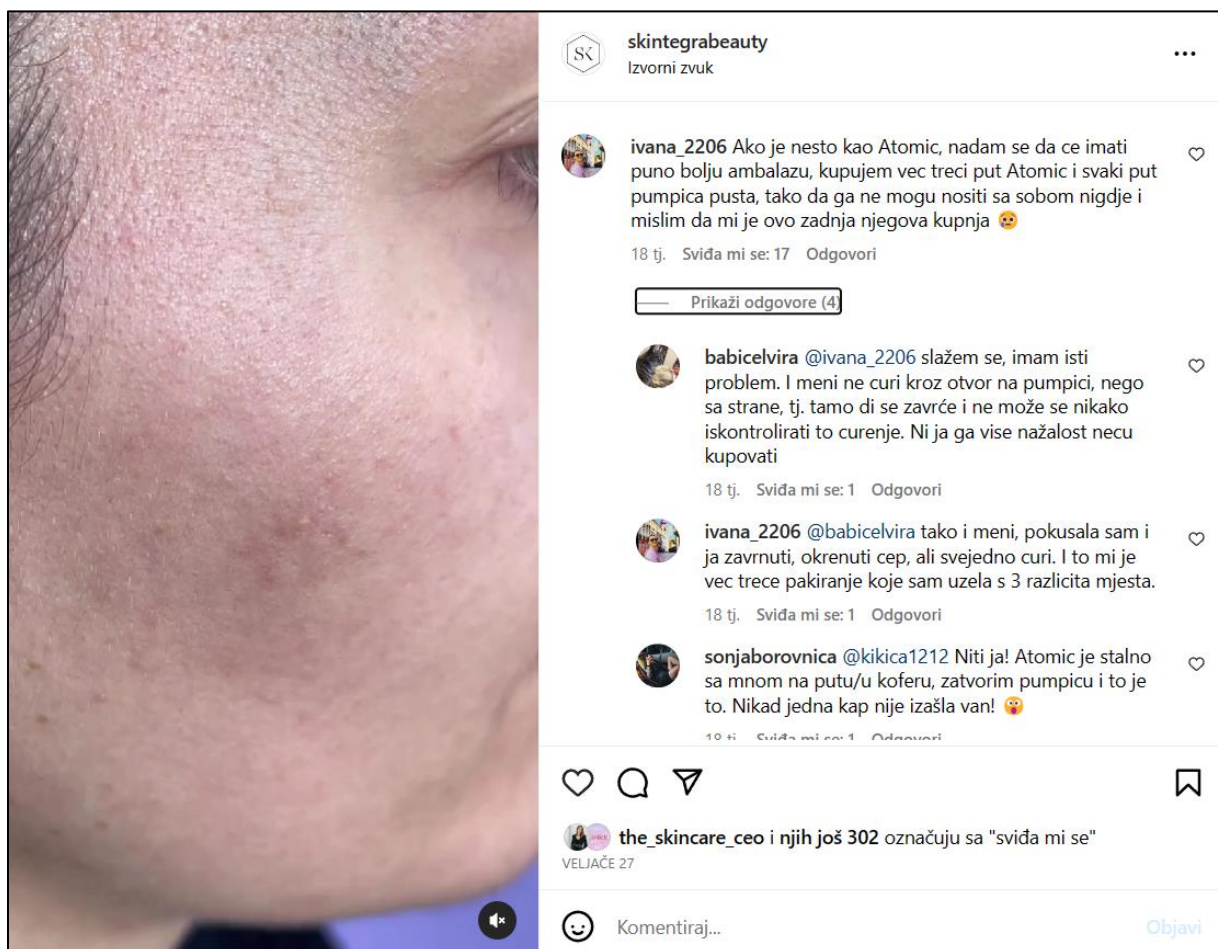 skintegrabeauty
Izvorni zvuk
SK
ivana_2206 Ako je nesto kao Atomic, nadam se da ce imati
puno bolju ambalazu, kupujem vec treci put Atomic i svaki put
pumpica pusta, tako da ga ne mogu nositi sa sobom nigdje i
mislim da mi je ovo zadnja njegova kupnja 😢
18 tj. Sviđa mi se: 17 Odgovori
Prikaži odgovore (4)
babicelvira @ivana_2206 slažem se, imam isti
problem. I meni ne curi kroz otvor na pumpici, nego
sa strane, tj. tamo di se zavrće i ne može se nikako
iskontrolirati to curenje. Ni ja ga vise nažalost necu
kupovati
18 tj. Sviđa mi se: 1 Odgovori
ivana_2206 @babicelvira tako i meni, pokusala sam i
ja zavrnuti, okrenuti cep, ali svejedno curi. I to mi je
vec trece pakiranje koje sam uzela s 3 razlicita mjesta.
18 tj. Sviđa mi se: 1 Odgovori
sonjaborovnica @kikica1212 Niti ja! Atomic je stalno
sa mnom na putu/u koferu, zatvorim pumpicu i to je
to. Nikad jedna kap nije izašla van! 😲
18 tj. Sviđa mi se: 1 Odgovori
the_skincare_ceo i njih još 302 označuju sa "sviđa mi se"
VELJAČE 27
Komentiraj...
Objavi